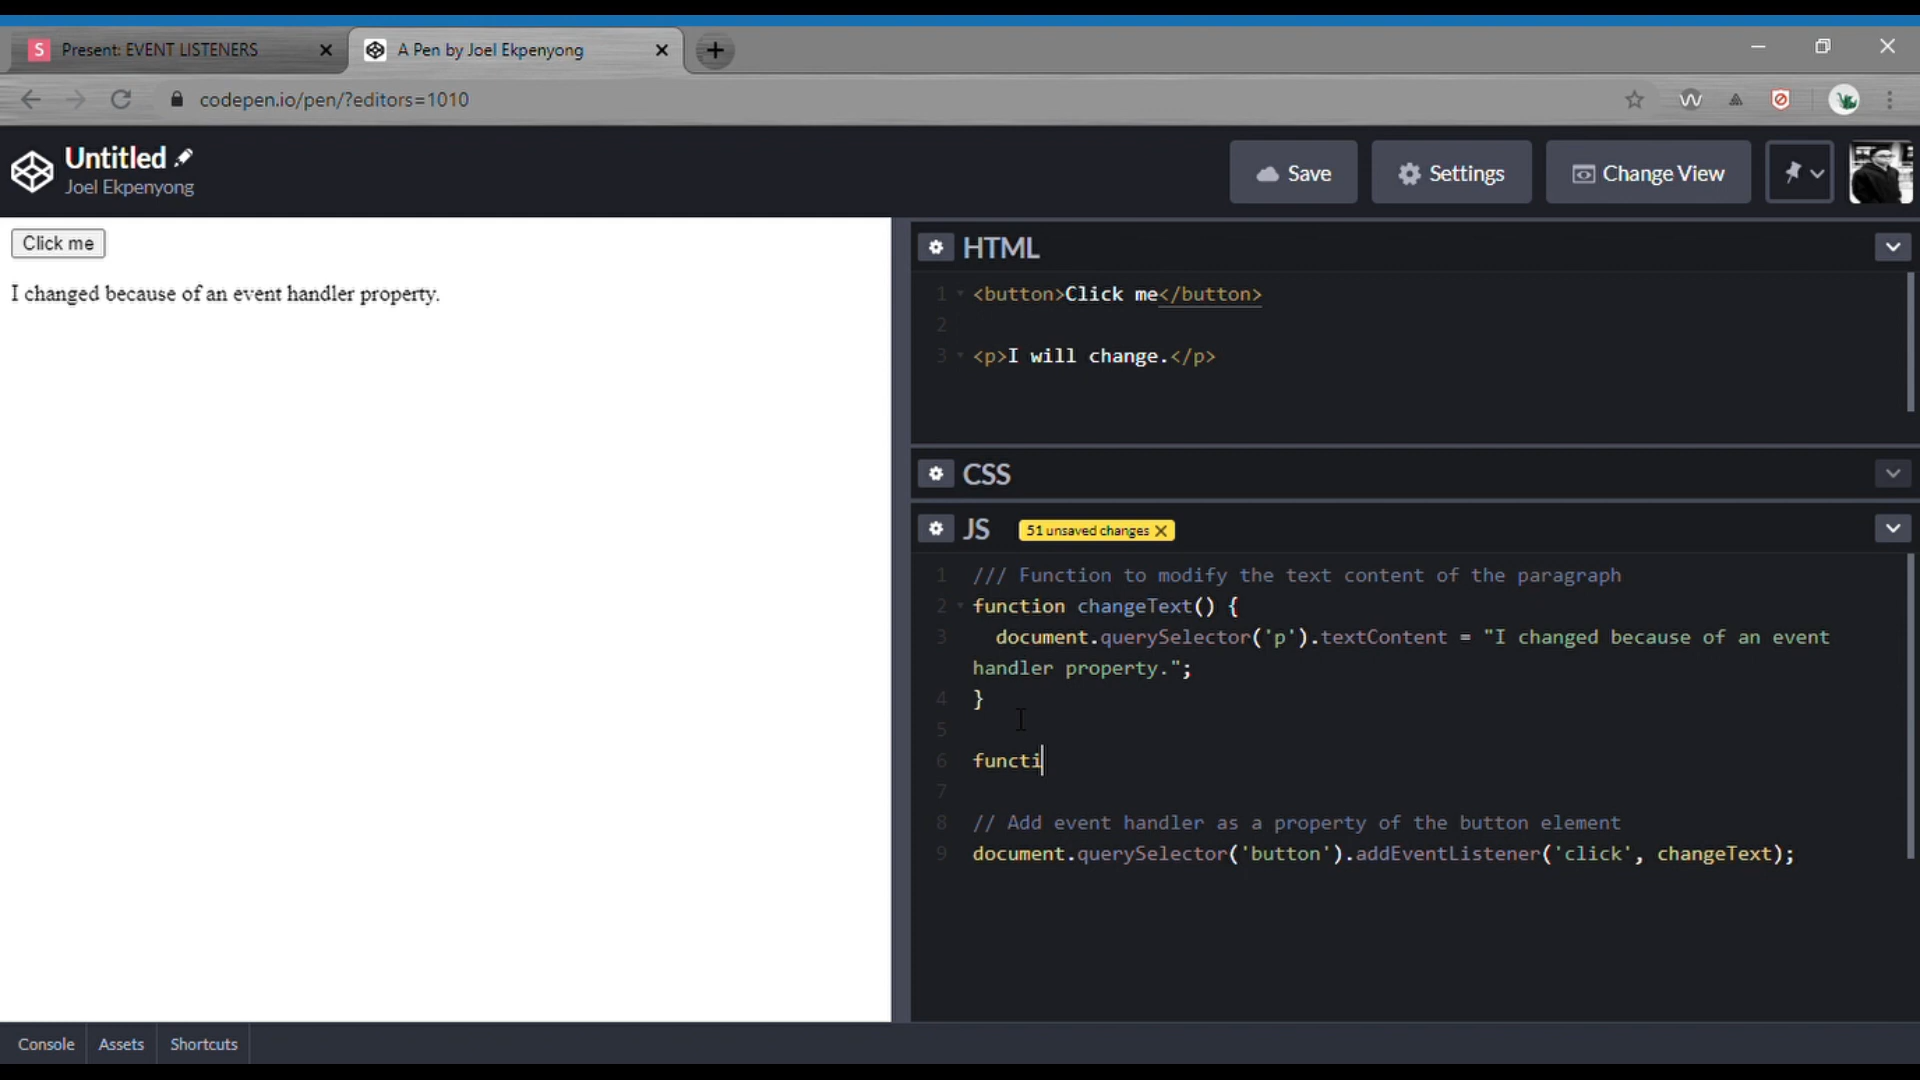 S Present: EVENT LISTENERS
A Pen by Joel Ekpenyong
codepen.io/pen/?editors=1010
Untitled
Joel Ekpenyong
Save
Settings
Change View
Click me
I changed because of an event handler property.
HTML
1 <button>Click me</button>
2
3 <p>I will change.</p>
CSS
JS 51 unsaved changes
1 /// Function to modify the text content of the paragraph
2 function changeText() {
3 document.querySelector('p').textContent = "I changed because of an event
handler property.";
4 }
5
6 functi
7
8 // Add event handler as a property of the button element
9 document.querySelector('button').addEventListener('click', changeText);
Console Assets Shortcuts